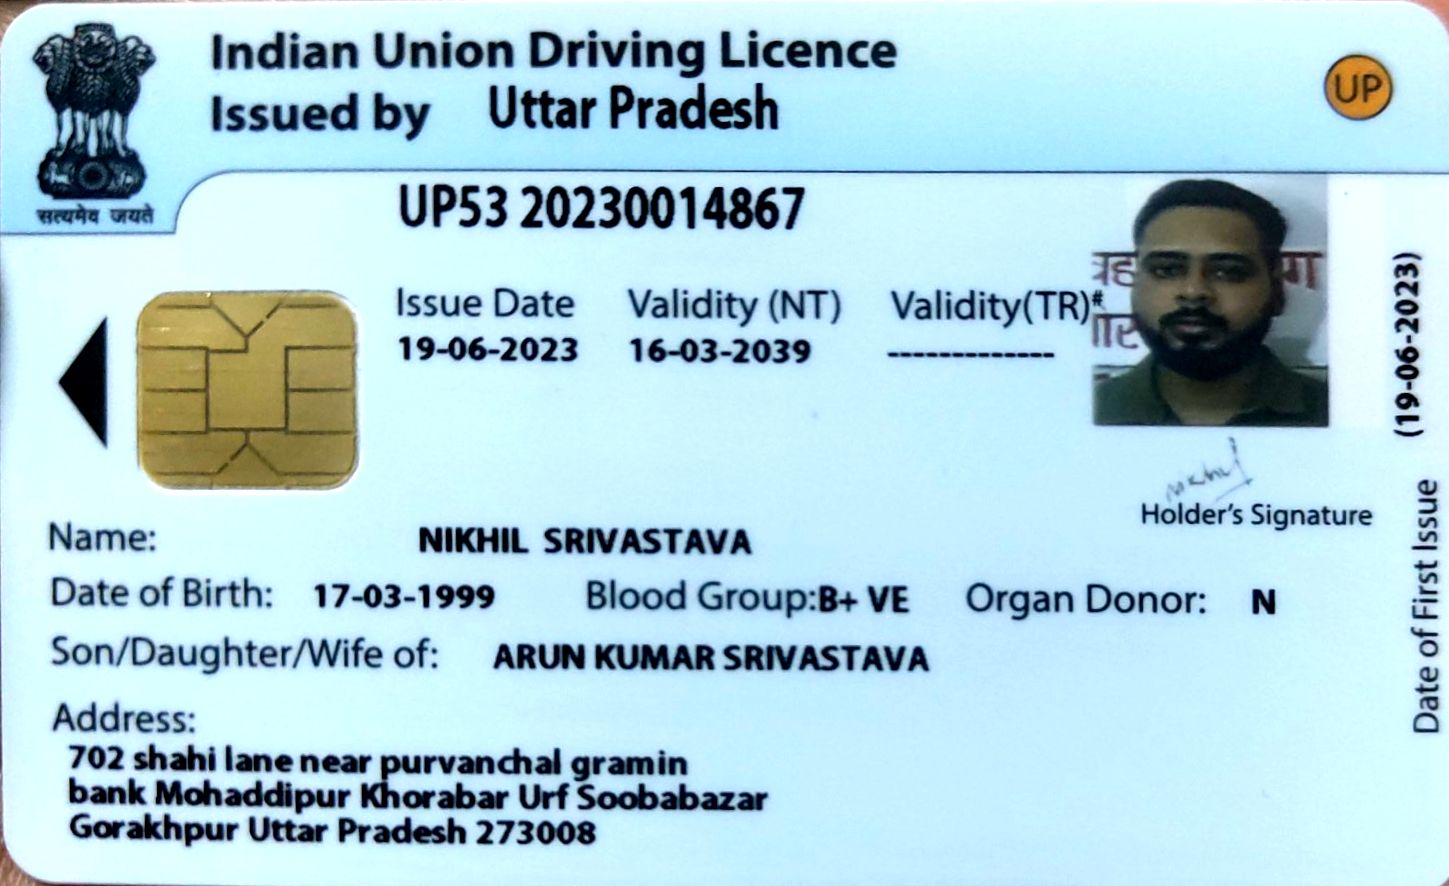 Indian Union Driving Licence
Issued by Uttar Pradesh
UP
सत्यमेव जयते
UP53 20230014867
Issue Date Validity (NT) Validity(TR)#
19-06-2023 16-03-2039 -------------
Holder's Signature
Date of First Issue (19-06-2023)
Name: NIKHIL SRIVASTAVA
Date of Birth: 17-03-1999 Blood Group:B+ VE Organ Donor: N
Son/Daughter/Wife of: ARUN KUMAR SRIVASTAVA
Address:
702 shahi lane near purvanchal gramin
bank Mohaddipur Khorabar Urf Soobabazar
Gorakhpur Uttar Pradesh 273008